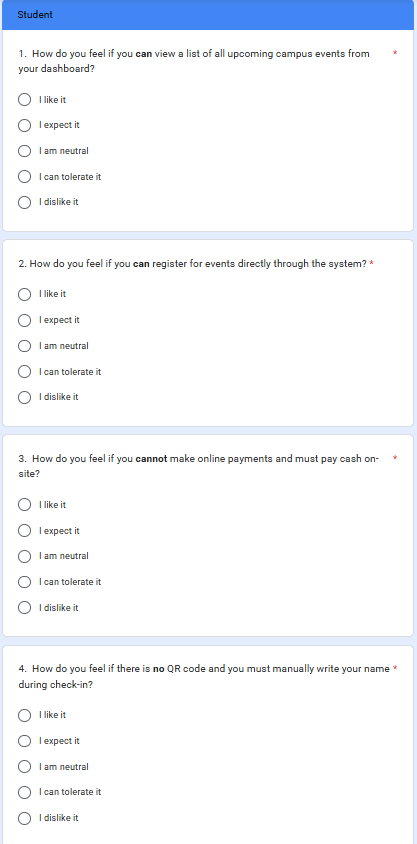 Student
1. How do you feel if you can view a list of all upcoming campus events from *
your dashboard?
I like it
I expect it
I am neutral
I can tolerate it
I dislike it
2. How do you feel if you can register for events directly through the system? *
I like it
I expect it
I am neutral
I can tolerate it
I dislike it
3. How do you feel if you cannot make online payments and must pay cash on- *
site?
I like it
I expect it
I am neutral
I can tolerate it
I dislike it
4. How do you feel if there is no QR code and you must manually write your name *
during check-in?
I like it
I expect it
I am neutral
I can tolerate it
I dislike it